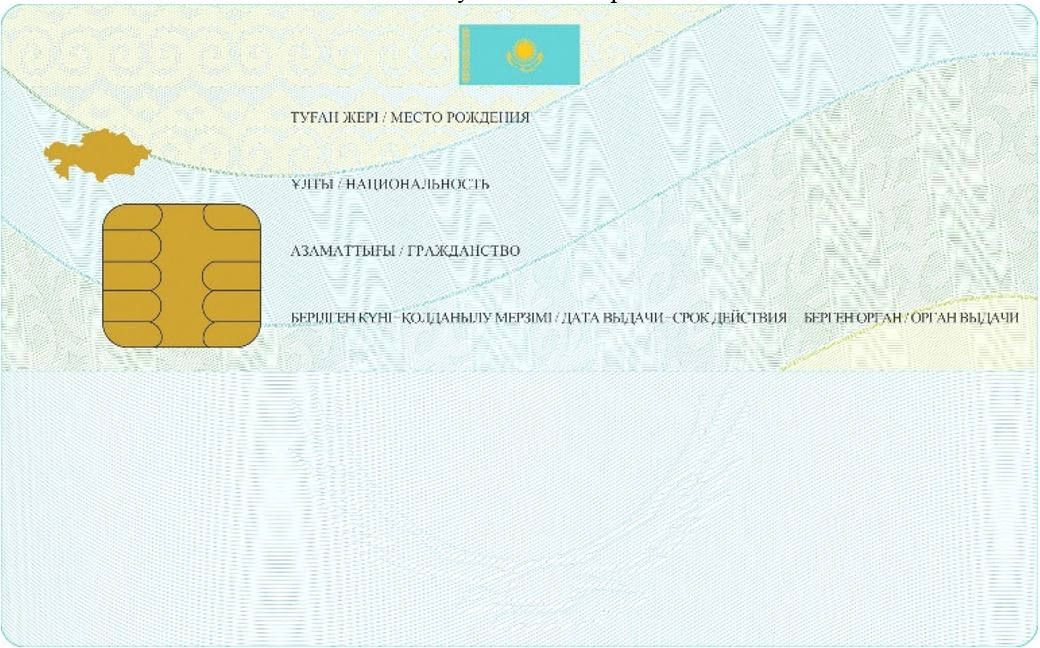 ТУҒАН ЖЕРІ / МЕСТО РОЖДЕНИЯ
ҰЛТЫ / НАЦИОНАЛЬНОСТЬ
АЗАМАТТЫҒЫ / ГРАЖДАНСТВО
БЕРІЛГЕН КҮНІ–ҚОЛДАНЫЛУ МЕРЗІМІ / ДАТА ВЫДАЧИ–СРОК ДЕЙСТВИЯ БЕРГЕН ОРГАН / ОРГАН ВЫДАЧИ